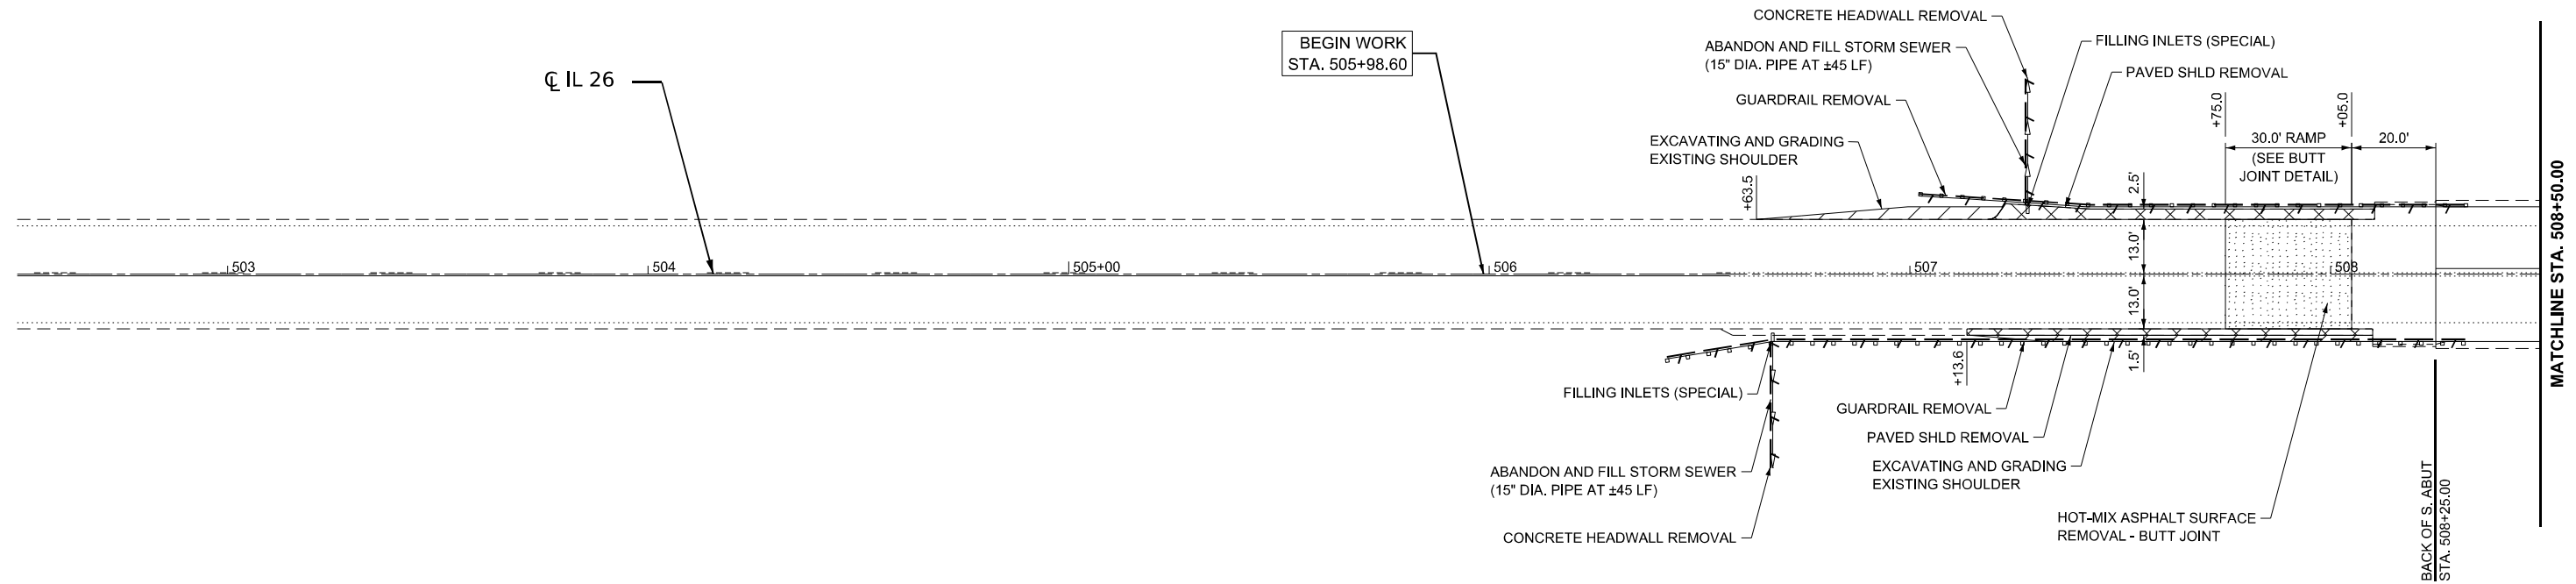 CONCRETE HEADWALL REMOVAL
ABANDON AND FILL STORM SEWER
(15" DIA. PIPE AT ±45 LF)
FILLING INLETS (SPECIAL)
PAVED SHLD REMOVAL
GUARDRAIL REMOVAL
EXCAVATING AND GRADING
EXISTING SHOULDER
BEGIN WORK
STA. 505+98.60
℄ IL 26
+63.5
+75.0
+05.0
30.0' RAMP
(SEE BUTT
JOINT DETAIL)
20.0'
2.5'
13.0'
13.0'
1.5'
503
504
505+00
506
507
508
MATCHLINE STA. 508+50.00
+13.6
FILLING INLETS (SPECIAL)
GUARDRAIL REMOVAL
PAVED SHLD REMOVAL
EXCAVATING AND GRADING
EXISTING SHOULDER
ABANDON AND FILL STORM SEWER
(15" DIA. PIPE AT ±45 LF)
CONCRETE HEADWALL REMOVAL
HOT-MIX ASPHALT SURFACE
REMOVAL - BUTT JOINT
BACK OF S. ABUT
STA. 508+25.00